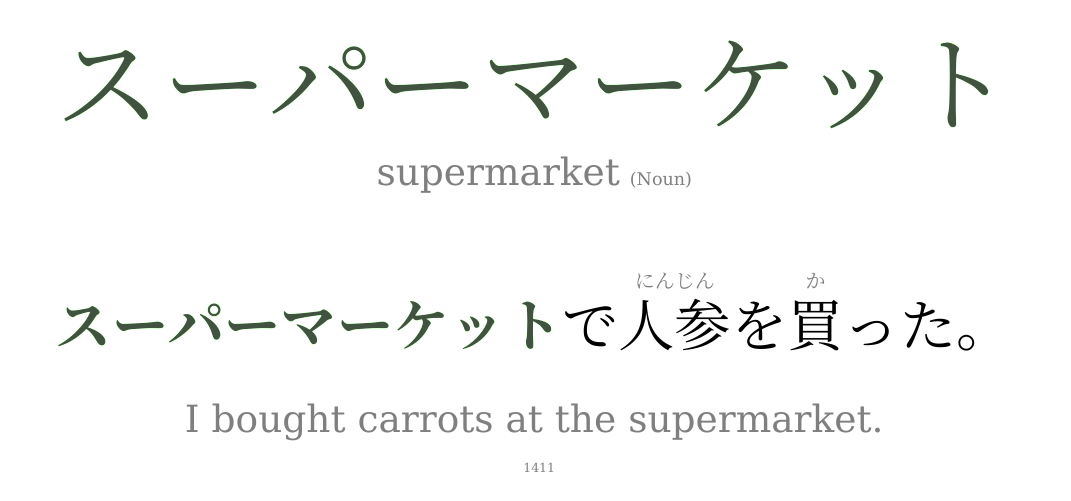 スーパーマーケット
supermarket (Noun)
にんじん か
スーパーマーケットで人参を買った。
I bought carrots at the supermarket.
1411